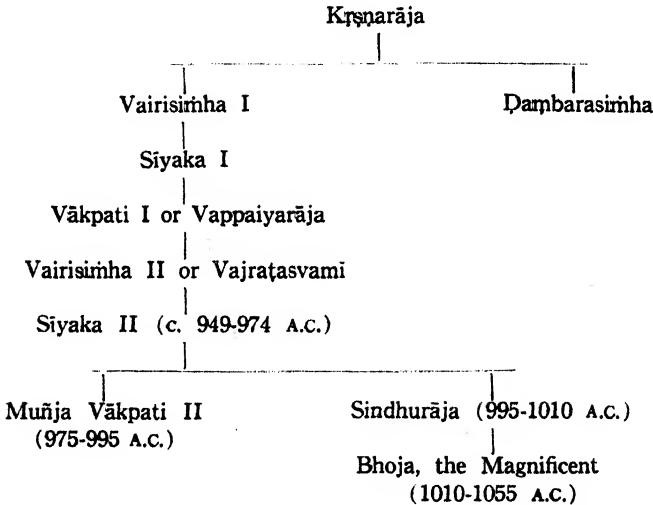 Kṛṣṇarāja
Vairisiṁha I Ḍaṃbarasiṁha
Sīyaka I
Vākpati I or Vappaiyarāja
Vairisiṁha II or Vajraṭasvamī
Sīyaka II (c. 949-974 A.C.)
Muñja Vākpati II Sindhurāja (995-1010 A.C.)
(975-995 A.C.)
Bhoja, the Magnificent
(1010-1055 A.C.)